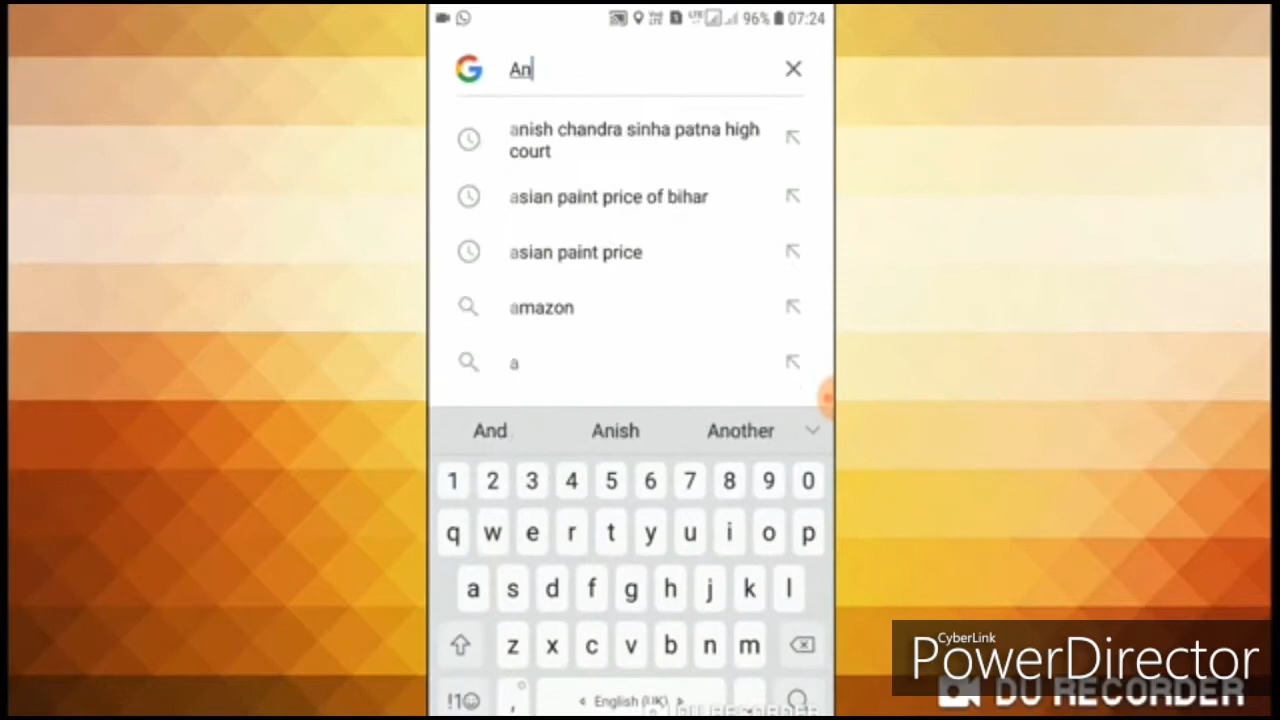 96% 07:24
An
anish chandra sinha patna high
court
asian paint price of bihar
asian paint price
amazon
a
And Anish Another
1 2 3 4 5 6 7 8 9 0
q w e r t y u i o p
a s d f g h j k l
z x c v b n m
!1☺ , English (UK)
CyberLink
PowerDirector
DU RECORDER
DU RECORDER